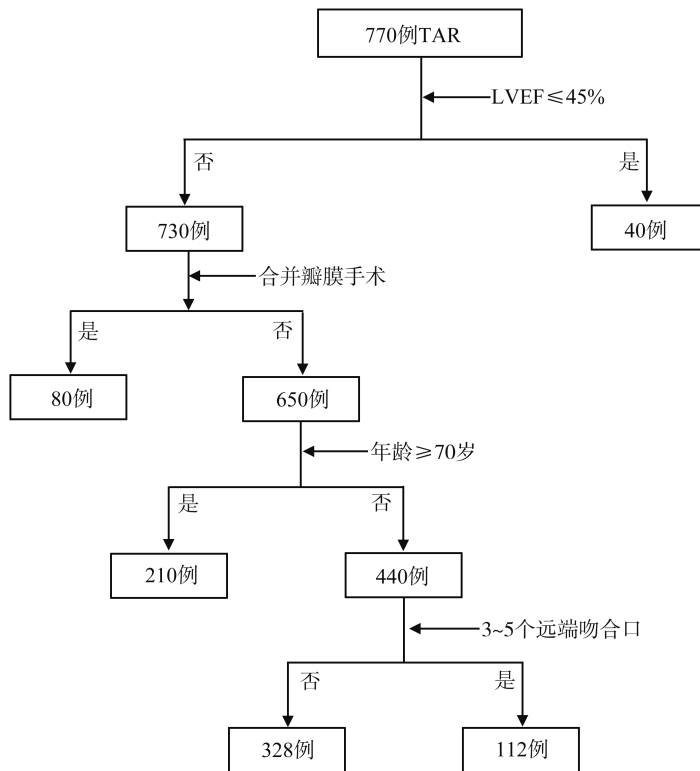 770例TAR
LVEF≤45%
否
是
730例
40例
合并瓣膜手术
是
否
80例
650例
年龄≥70岁
是
否
210例
440例
3~5个远端吻合口
否
是
328例
112例